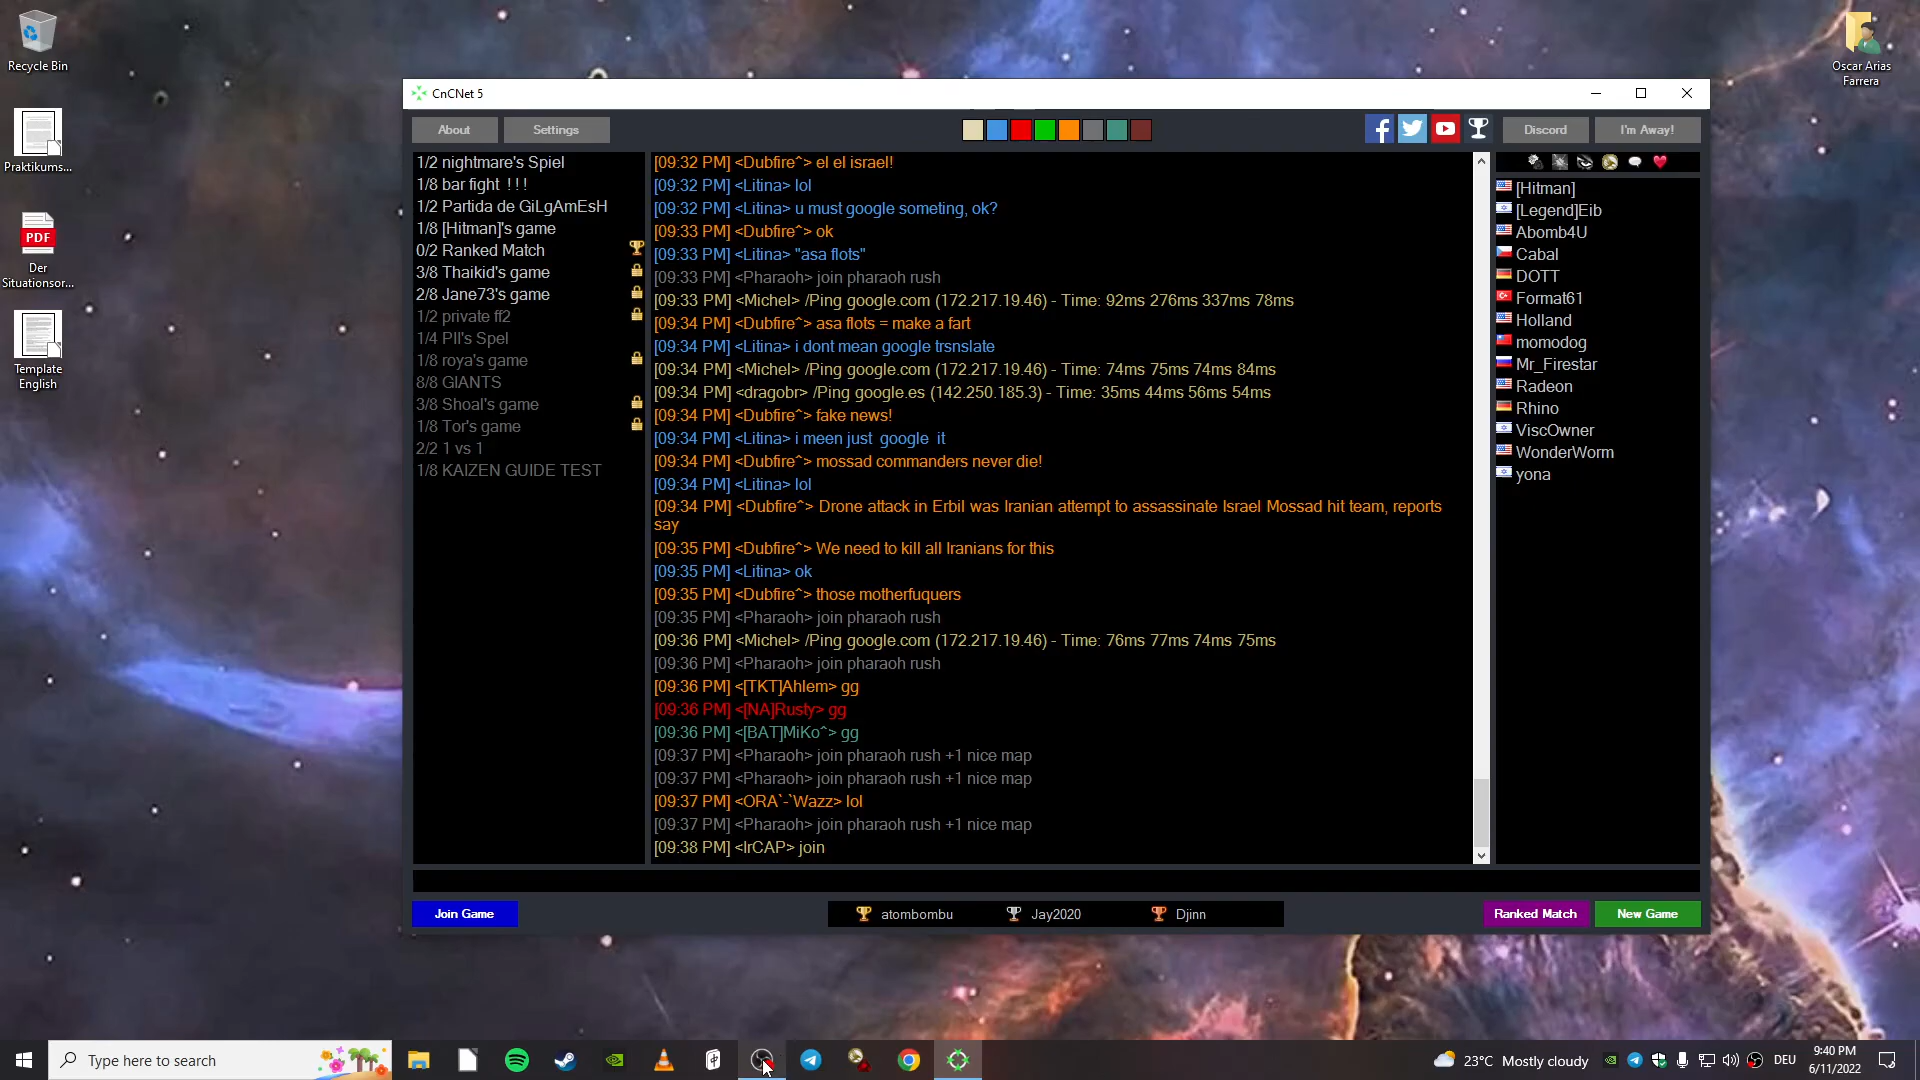 Recycle Bin
Praktikums...
PDF
Der
Situationsor...
Template
English
Oscar Arias
Farrera
CnCNet 5
About
Settings
Discord
I'm Away!
1/2 nightmare's Spiel
1/8 bar fight !!!
1/2 Partida de GiLgAmEsH
1/8 [Hitman]'s game
0/2 Ranked Match
3/8 Thaikid's game
2/8 Jane73's game
1/2 private ff2
1/4 Pll's Spel
1/8 roya's game
8/8 GIANTS
3/8 Shoal's game
1/8 Tor's game
2/2 1 vs 1
1/8 KAIZEN GUIDE TEST
[09:32 PM] <Dubfire^> el el israel!
[09:32 PM] <Litina> lol
[09:32 PM] <Litina> u must google someting, ok?
[09:33 PM] <Dubfire^> ok
[09:33 PM] <Litina> "asa flots"
[09:33 PM] <Pharaoh> join pharaoh rush
[09:33 PM] <Michel> /Ping google.com (172.217.19.46) - Time: 92ms 276ms 337ms 78ms
[09:34 PM] <Dubfire^> asa flots = make a fart
[09:34 PM] <Litina> i dont mean google trsnslate
[09:34 PM] <Michel> /Ping google.com (172.217.19.46) - Time: 74ms 75ms 74ms 84ms
[09:34 PM] <dragobr> /Ping google.es (142.250.185.3) - Time: 35ms 44ms 56ms 54ms
[09:34 PM] <Dubfire^> fake news!
[09:34 PM] <Litina> i meen just google it
[09:34 PM] <Dubfire^> mossad commanders never die!
[09:34 PM] <Litina> lol
[09:34 PM] <Dubfire^> Drone attack in Erbil was Iranian attempt to assassinate Israel Mossad hit team, reports
say
[09:35 PM] <Dubfire^> We need to kill all Iranians for this
[09:35 PM] <Litina> ok
[09:35 PM] <Dubfire^> those motherfuquers
[09:35 PM] <Pharaoh> join pharaoh rush
[09:36 PM] <Michel> /Ping google.com (172.217.19.46) - Time: 76ms 77ms 74ms 75ms
[09:36 PM] <Pharaoh> join pharaoh rush
[09:36 PM] <[TKT]Ahlem> gg
[09:36 PM] <[NA]Rusty> gg
[09:36 PM] <[BAT]MiKo^> gg
[09:37 PM] <Pharaoh> join pharaoh rush +1 nice map
[09:37 PM] <Pharaoh> join pharaoh rush +1 nice map
[09:37 PM] <ORA`-`Wazz> lol
[09:37 PM] <Pharaoh> join pharaoh rush +1 nice map
[09:38 PM] <IrCAP> join
[Hitman]
[Legend]Eib
Abomb4U
Cabal
DOTT
Format61
Holland
momodog
Mr_Firestar
Radeon
Rhino
ViscOwner
WonderWorm
yona
Join Game
atombombu
Jay2020
Djinn
Ranked Match
New Game
Type here to search
23°C Mostly cloudy
DEU
9:40 PM
6/11/2022